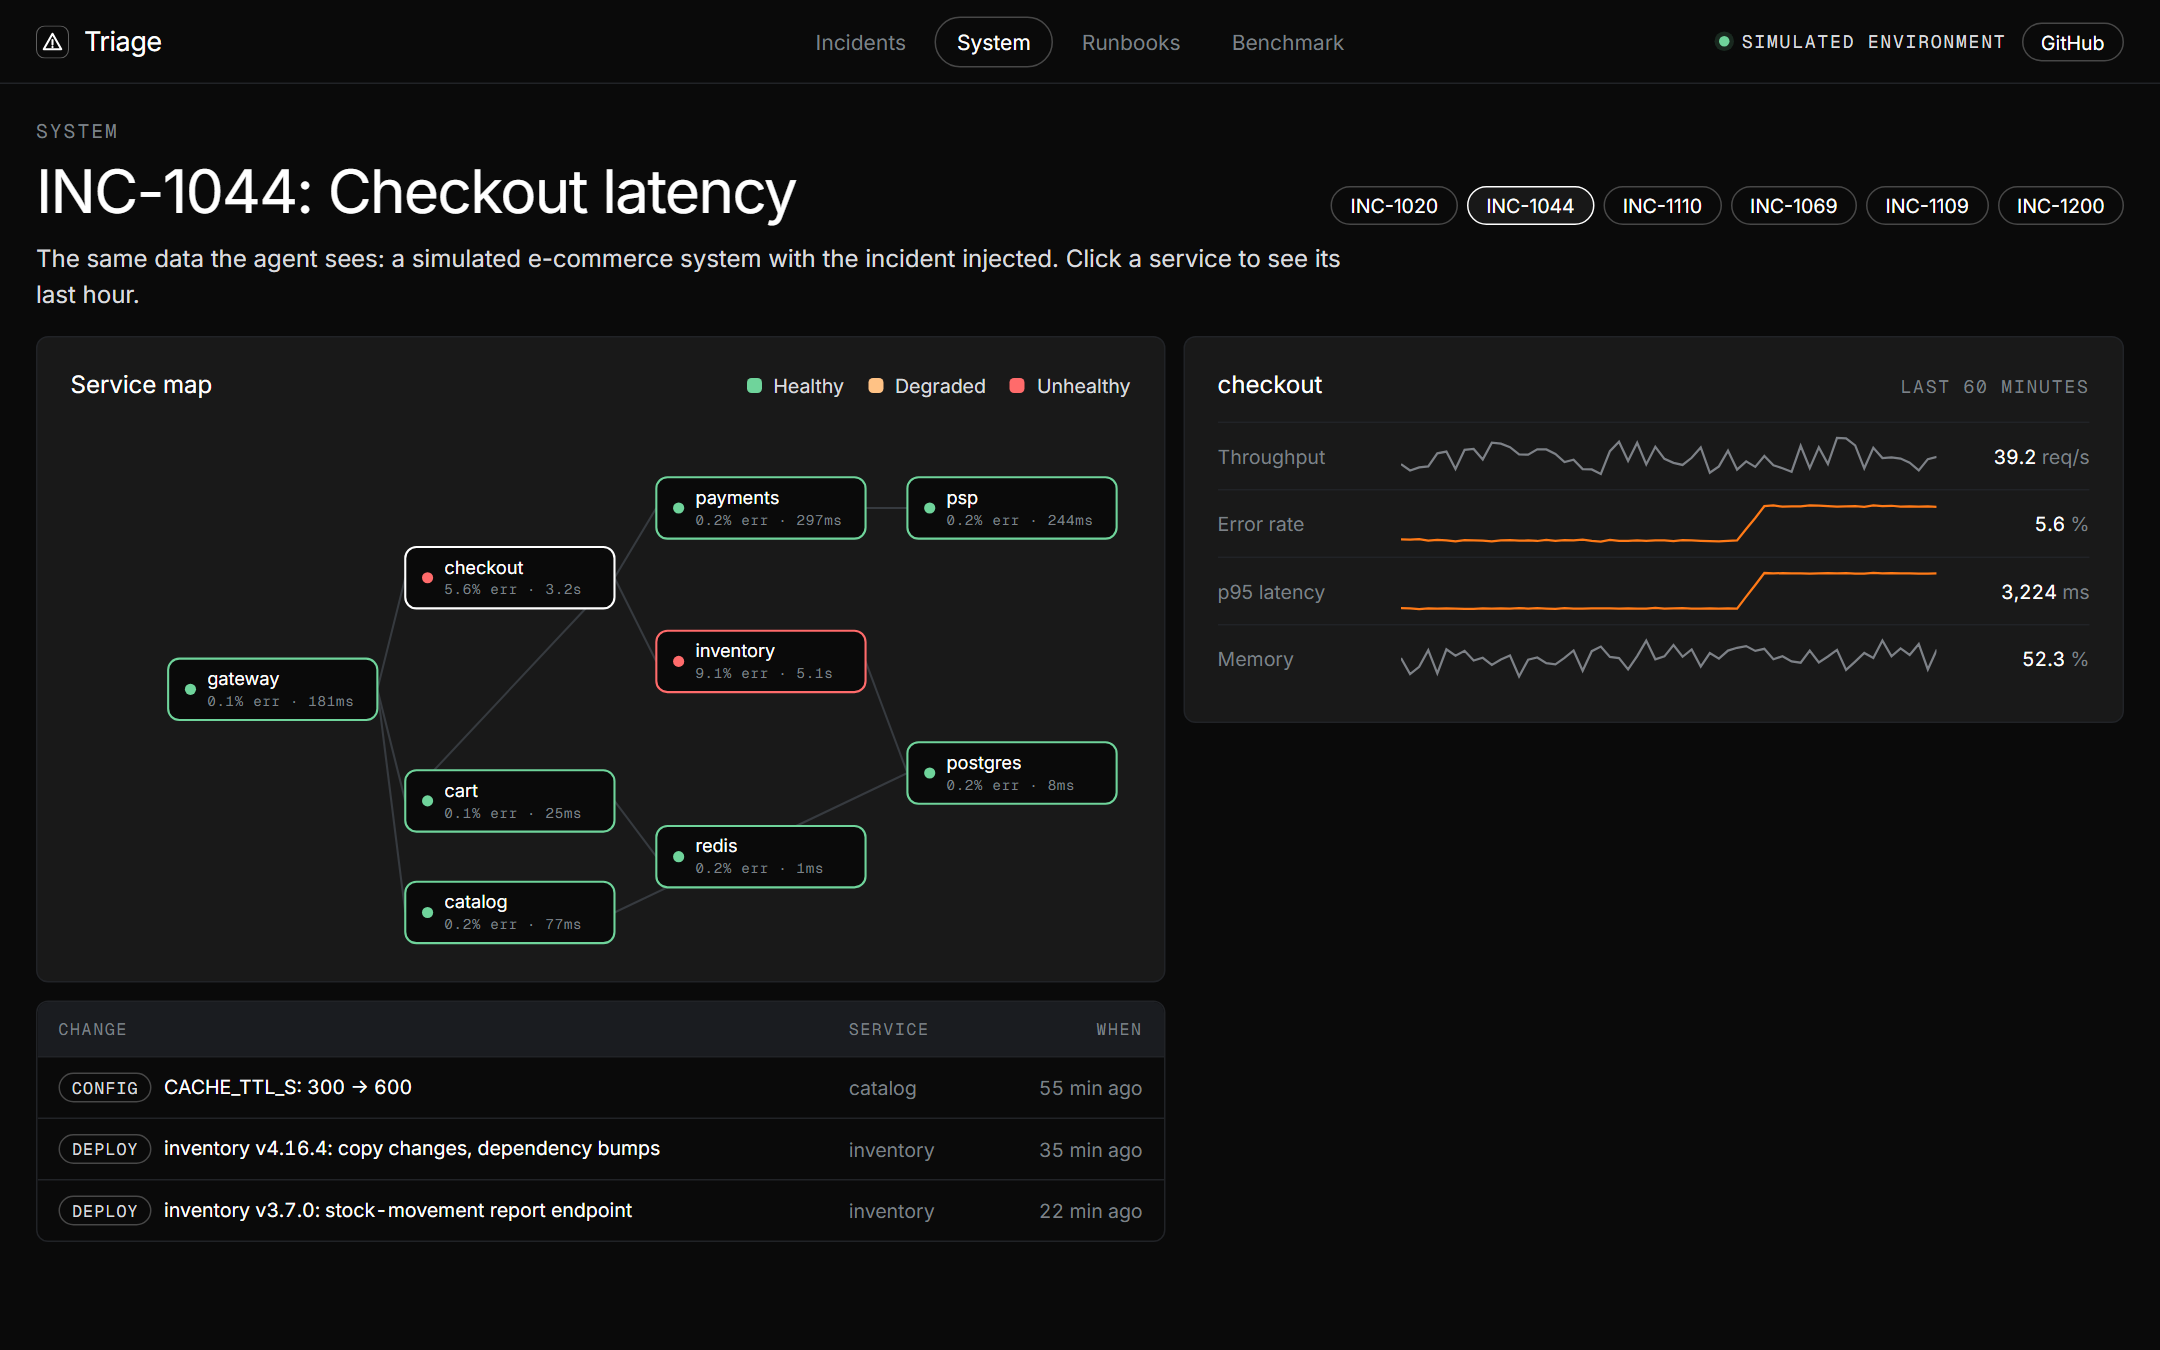 Triage
Incidents
System
Runbooks
Benchmark
SIMULATED ENVIRONMENT
GitHub
SYSTEM
INC-1044: Checkout latency
INC-1020
INC-1044
INC-1110
INC-1069
INC-1109
INC-1200
The same data the agent sees: a simulated e-commerce system with the incident injected. Click a service to see its
last hour.
Service map
Healthy
Degraded
Unhealthy
payments
0.2% err · 297ms
psp
0.2% err · 244ms
checkout
5.6% err · 3.2s
inventory
9.1% err · 5.1s
gateway
0.1% err · 181ms
postgres
0.2% err · 8ms
cart
0.1% err · 25ms
redis
0.2% err · 1ms
catalog
0.2% err · 77ms
checkout
LAST 60 MINUTES
Throughput
39.2 req/s
Error rate
5.6 %
p95 latency
3,224 ms
Memory
52.3 %
CHANGE SERVICE WHEN
CONFIG CACHE_TTL_S: 300 → 600 catalog 55 min ago
DEPLOY inventory v4.16.4: copy changes, dependency bumps inventory 35 min ago
DEPLOY inventory v3.7.0: stock-movement report endpoint inventory 22 min ago